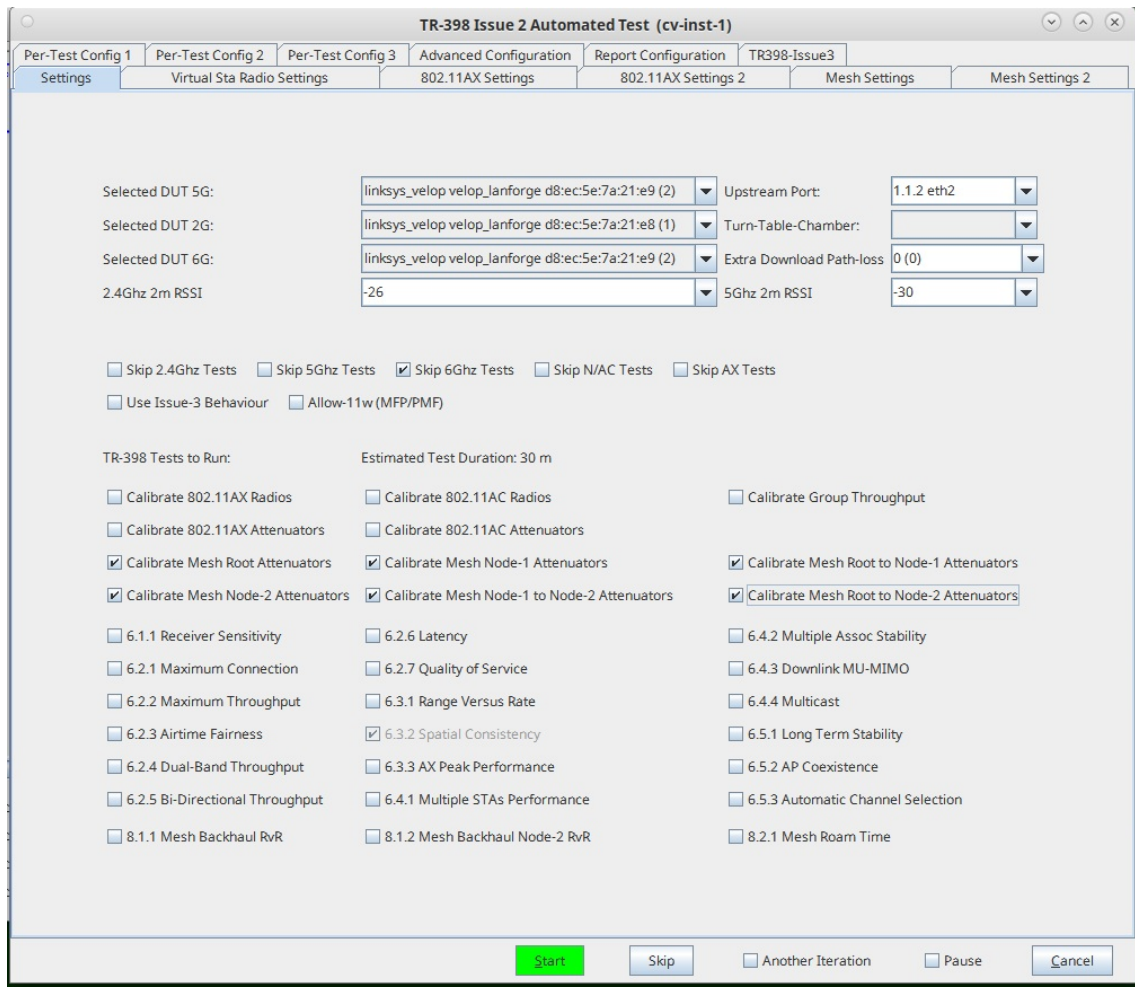 TR-398 Issue 2 Automated Test (cv-inst-1)
Per-Test Config 1 Per-Test Config 2 Per-Test Config 3 Advanced Configuration Report Configuration TR398-Issue3
Settings Virtual Sta Radio Settings 802.11AX Settings 802.11AX Settings 2 Mesh Settings Mesh Settings 2
Selected DUT 5G: linksys_velop velop_lanforge d8:ec:5e:7a:21:e9 (2) Upstream Port: 1.1.2 eth2
Selected DUT 2G: linksys_velop velop_lanforge d8:ec:5e:7a:21:e8 (1) Turn-Table-Chamber:
Selected DUT 6G: linksys_velop velop_lanforge d8:ec:5e:7a:21:e9 (2) Extra Download Path-loss 0 (0)
2.4Ghz 2m RSSI -26 5Ghz 2m RSSI -30
Skip 2.4Ghz Tests Skip 5Ghz Tests Skip 6Ghz Tests Skip N/AC Tests Skip AX Tests
Use Issue-3 Behaviour Allow-11w (MFP/PMF)
TR-398 Tests to Run: Estimated Test Duration: 30 m
Calibrate 802.11AX Radios Calibrate 802.11AC Radios Calibrate Group Throughput
Calibrate 802.11AX Attenuators Calibrate 802.11AC Attenuators
Calibrate Mesh Root Attenuators Calibrate Mesh Node-1 Attenuators Calibrate Mesh Root to Node-1 Attenuators
Calibrate Mesh Node-2 Attenuators Calibrate Mesh Node-1 to Node-2 Attenuators Calibrate Mesh Root to Node-2 Attenuators
6.1.1 Receiver Sensitivity 6.2.6 Latency 6.4.2 Multiple Assoc Stability
6.2.1 Maximum Connection 6.2.7 Quality of Service 6.4.3 Downlink MU-MIMO
6.2.2 Maximum Throughput 6.3.1 Range Versus Rate 6.4.4 Multicast
6.2.3 Airtime Fairness 6.3.2 Spatial Consistency 6.5.1 Long Term Stability
6.2.4 Dual-Band Throughput 6.3.3 AX Peak Performance 6.5.2 AP Coexistence
6.2.5 Bi-Directional Throughput 6.4.1 Multiple STAs Performance 6.5.3 Automatic Channel Selection
8.1.1 Mesh Backhaul RvR 8.1.2 Mesh Backhaul Node-2 RvR 8.2.1 Mesh Roam Time
Start Skip Another Iteration Pause Cancel